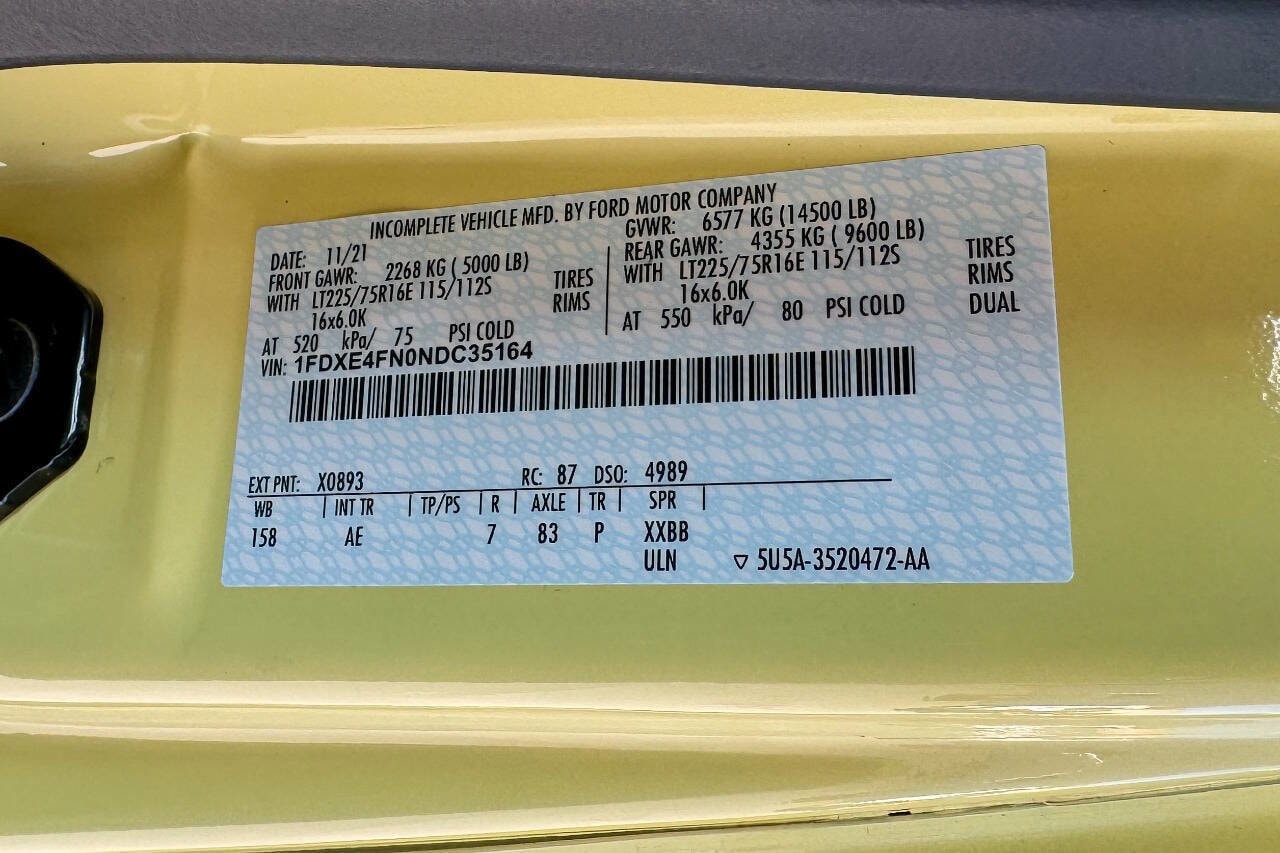 INCOMPLETE VEHICLE MFD. BY FORD MOTOR COMPANY
DATE: 11/21
FRONT GAWR: 2268 KG ( 5000 LB)
WITH LT225/75R16E 115/112S TIRES
16x6.0K RIMS
AT 520 kPa/ 75 PSI COLD
GVWR: 6577 KG (14500 LB)
REAR GAWR: 4355 KG ( 9600 LB)
WITH LT225/75R16E 115/112S TIRES
16x6.0K RIMS
AT 550 kPa/ 80 PSI COLD DUAL
VIN: 1FDXE4FN0NDC35164
EXT PNT: X0893 RC: 87 DSO: 4989
WB | INT TR | TP/PS | R | AXLE | TR | SPR |
158 AE 7 83 P XXBB
ULN ▽ 5U5A-3520472-AA